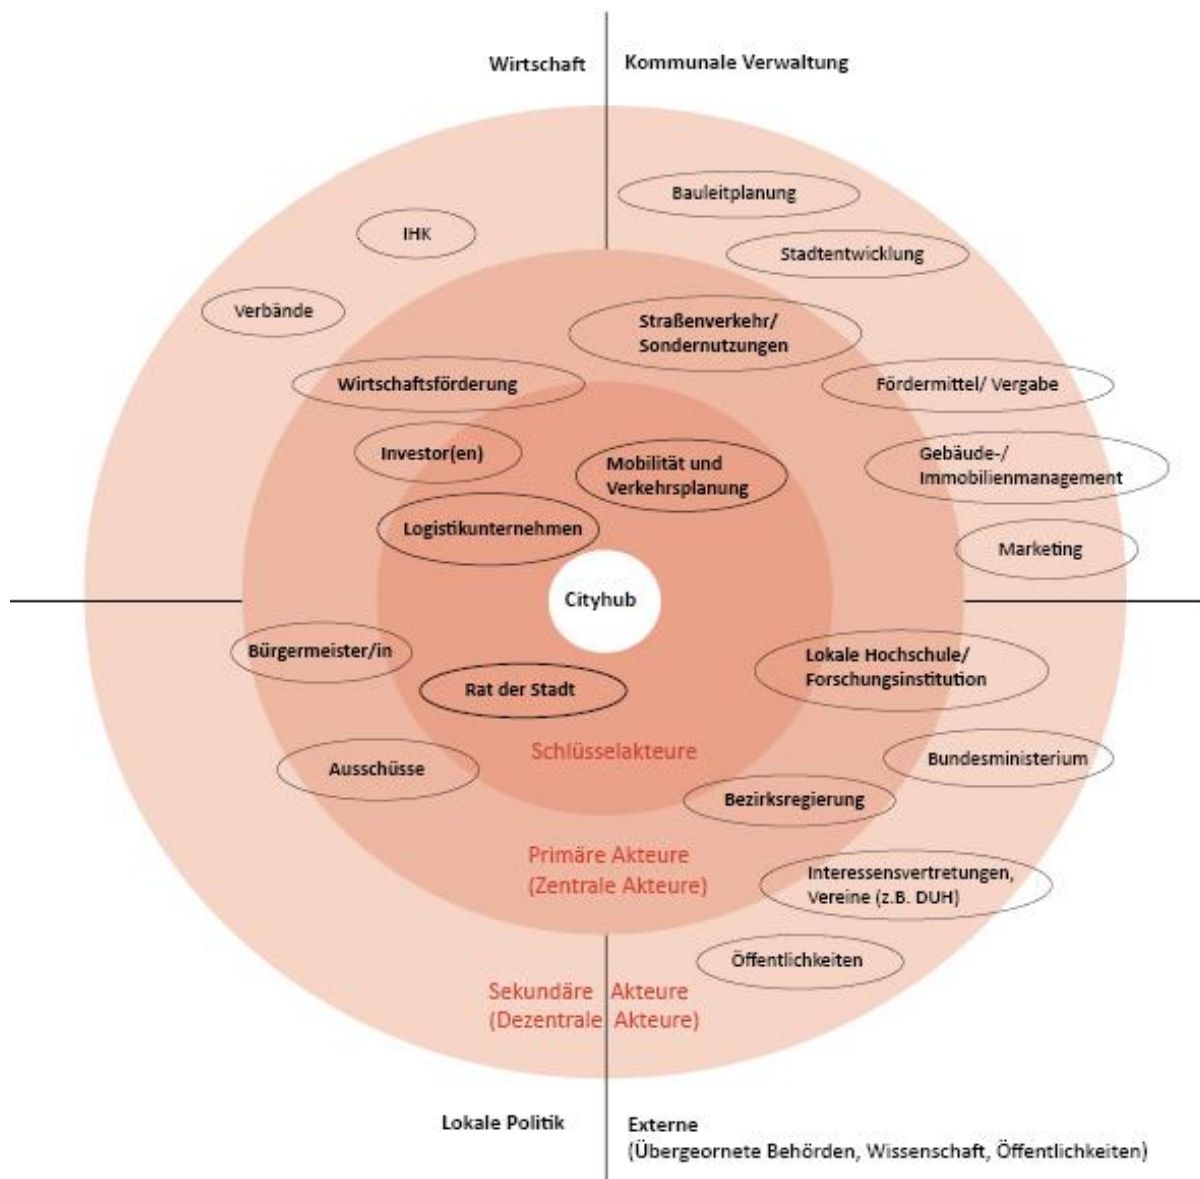 Wirtschaft
Kommunale Verwaltung
Bauleitplanung
IHK
Stadtentwicklung
Verbände
Straßenverkehr/
Sondernutzungen
Wirtschaftsförderung
Fördermittel/ Vergabe
Investor(en)
Mobilität und
Verkehrsplanung
Gebäude-/
Immobilienmanagement
Logistikunternehmen
Marketing
Cityhub
Bürgermeister/in
Rat der Stadt
Lokale Hochschule/
Forschungsinstitution
Schlüsselakteure
Ausschüsse
Bundesministerium
Bezirksregierung
Primäre Akteure
(Zentrale Akteure)
Interessensvertretungen,
Vereine (z.B. DUH)
Öffentlichkeiten
Sekundäre Akteure
(Dezentrale Akteure)
Lokale Politik
Externe
(Übergeornete Behörden, Wissenschaft, Öffentlichkeiten)